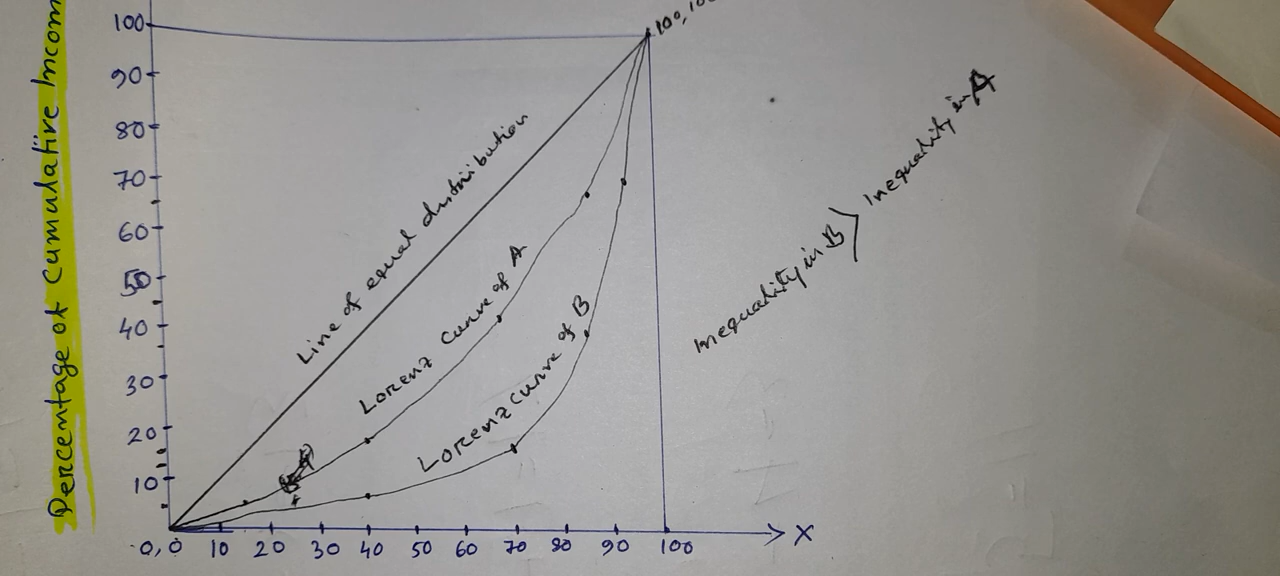 Percentage of Cumulative Incom
100
90
80
70
60
50
40
30
20
10
100, 100
Line of equal distribution
Lorenz Curve of A
Lorenz curve of B
Inequality in B > Inequality in A
0,0 10 20 30 40 50 60 70 80 90 100 X